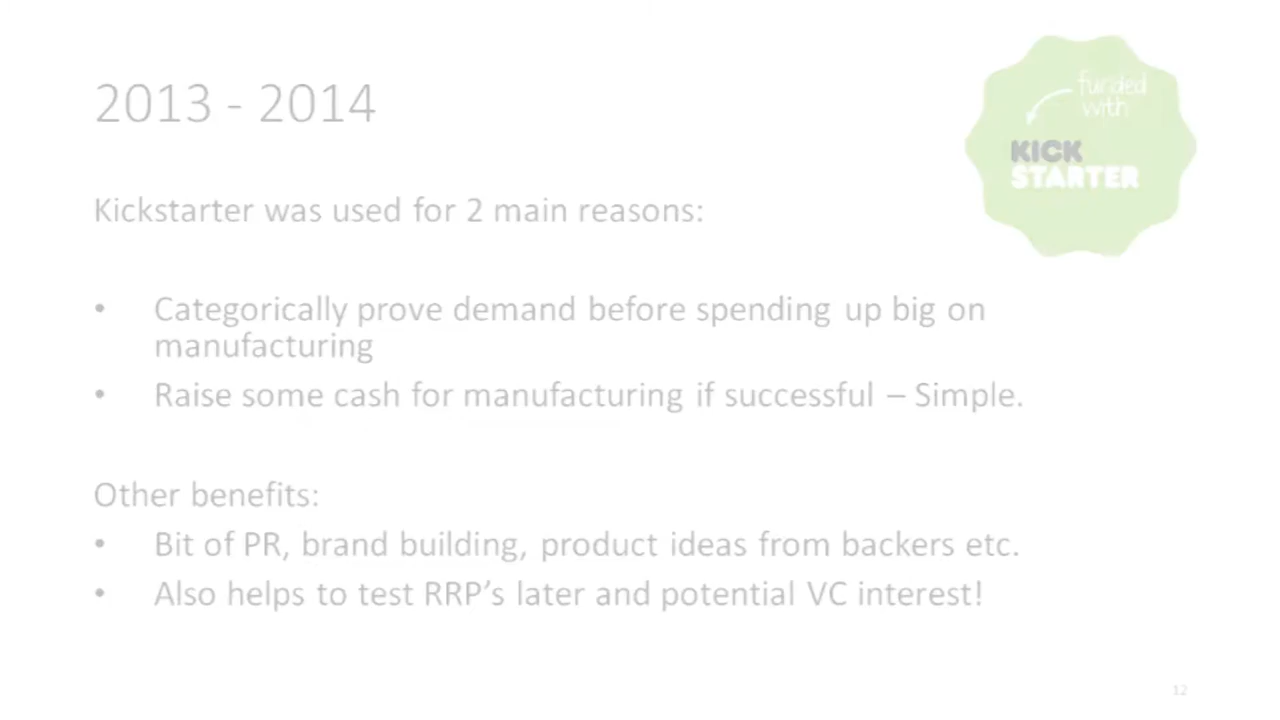 2013 - 2014
funded
with
KICK
STARTER
Kickstarter was used for 2 main reasons:
• Categorically prove demand before spending up big on
manufacturing
• Raise some cash for manufacturing if successful – Simple.
Other benefits:
• Bit of PR, brand building, product ideas from backers etc.
• Also helps to test RRP’s later and potential VC interest!
12